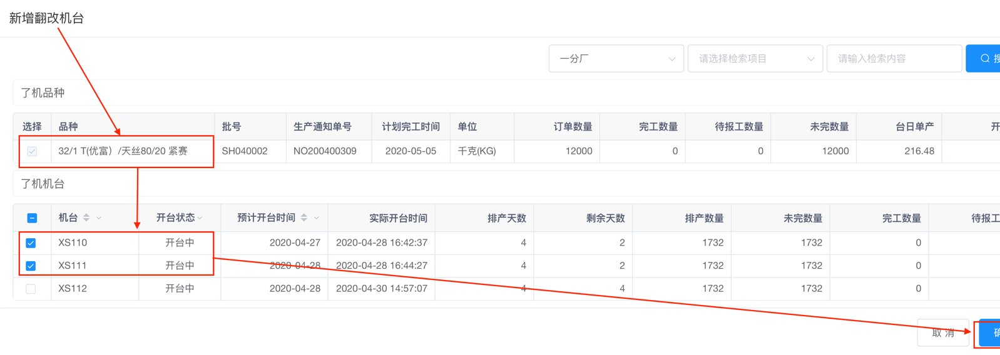 新增翻改机台
一分厂 请选择检索项目 请输入检索内容
了机品种
选择 品种 批号 生产通知单号 计划完工时间 单位 订单数量 完工数量 待报工数量 未完数量 台日单产
32/1 T(优富）/天丝80/20 紧赛 SH040002 NO200400309 2020-05-05 千克(KG) 12000 0 0 12000 216.48
了机机台
机台 开台状态 预计开台时间 实际开台时间 排产天数 剩余天数 排产数量 未完数量 完工数量 待报工
XS110 开台中 2020-04-27 2020-04-28 16:42:37 4 2 1732 1732 0
XS111 开台中 2020-04-28 2020-04-28 16:44:27 4 2 1732 1732 0
XS112 开台中 2020-04-28 2020-04-30 14:57:07 4 4 1732 1732 0
取 消